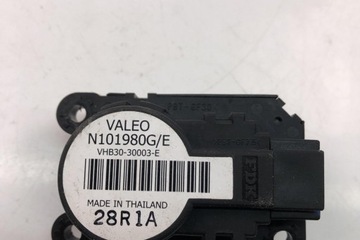 VALEO
N101980G/E
VHB30-30003-E
MADE IN THAILAND
28R1A